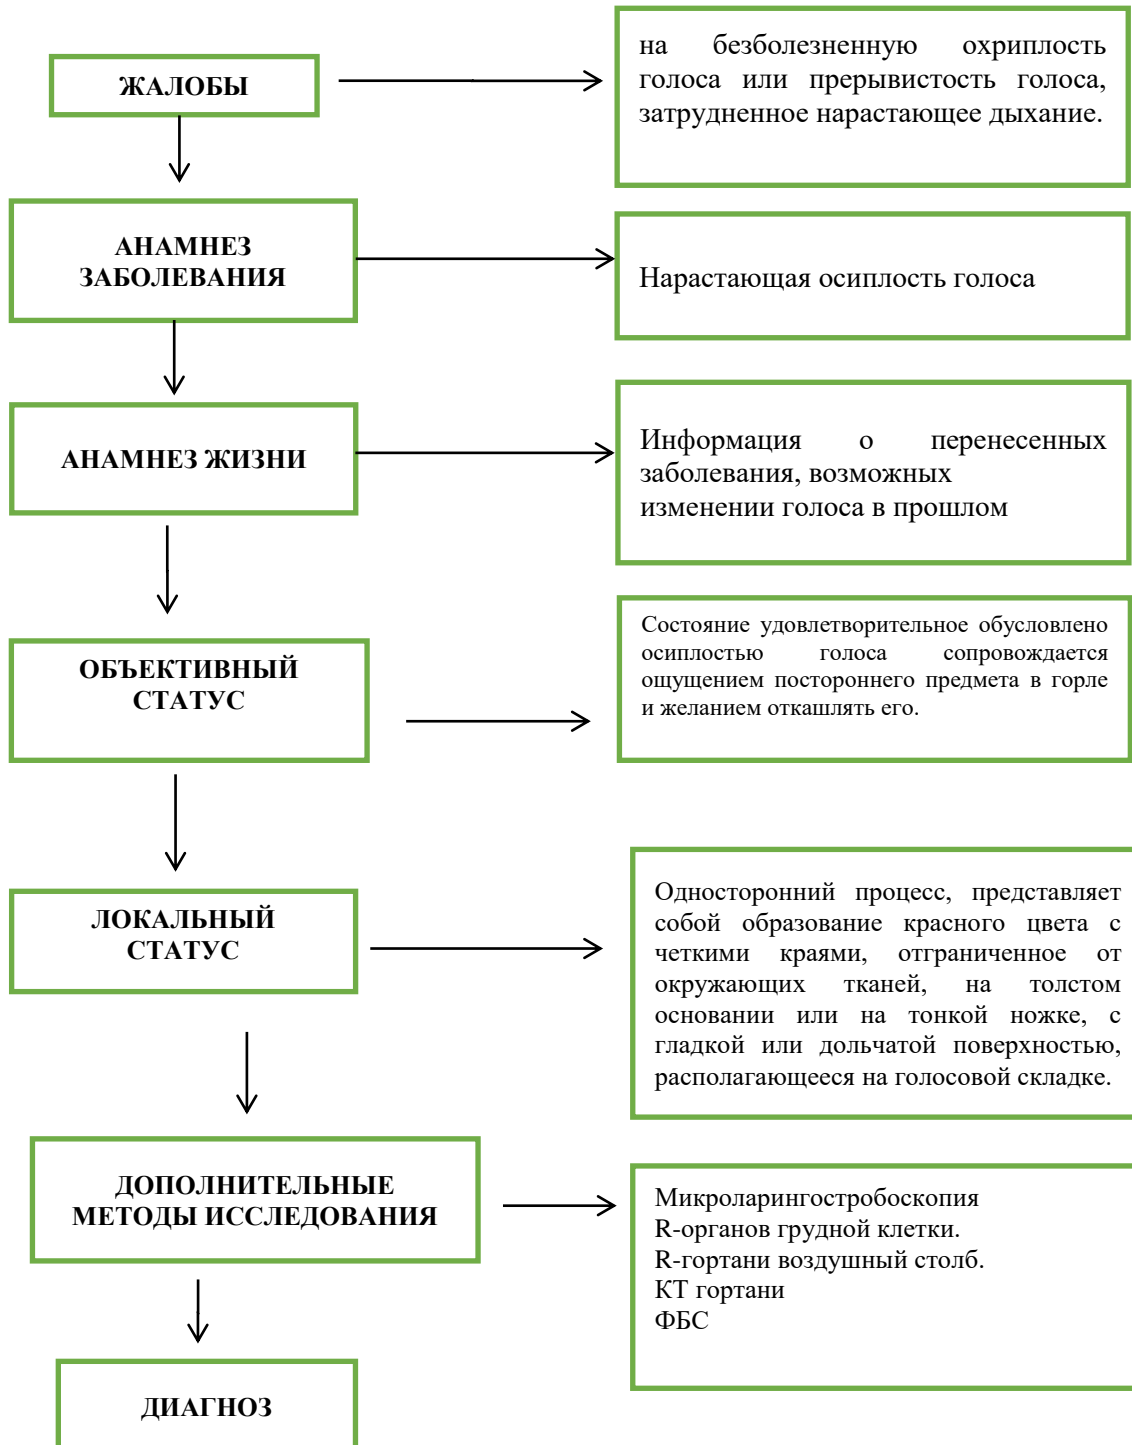 ЖАЛОБЫ
на безболезненную охриплость
голоса или прерывистость голоса,
затрудненное нарастающее дыхание.
АНАМНЕЗ
ЗАБОЛЕВАНИЯ
Нарастающая осиплость голоса
АНАМНЕЗ ЖИЗНИ
Информация о перенесенных
заболевания, возможных
изменении голоса в прошлом
ОБЪЕКТИВНЫЙ
СТАТУС
Состояние удовлетворительное обусловлено
осиплостью голоса сопровождается
ощущением постороннего предмета в горле
и желанием откашлять его.
ЛОКАЛЬНЫЙ
СТАТУС
Односторонний процесс, представляет
собой образование красного цвета с
четкими краями, отграниченное от
окружающих тканей, на толстом
основании или на тонкой ножке, с
гладкой или дольчатой поверхностью,
располагающееся на голосовой складке.
ДОПОЛНИТЕЛЬНЫЕ
МЕТОДЫ ИССЛЕДОВАНИЯ
Микроларингостробоскопия
R-органов грудной клетки.
R-гортани воздушный столб.
КТ гортани
ФБС
ДИАГНОЗ